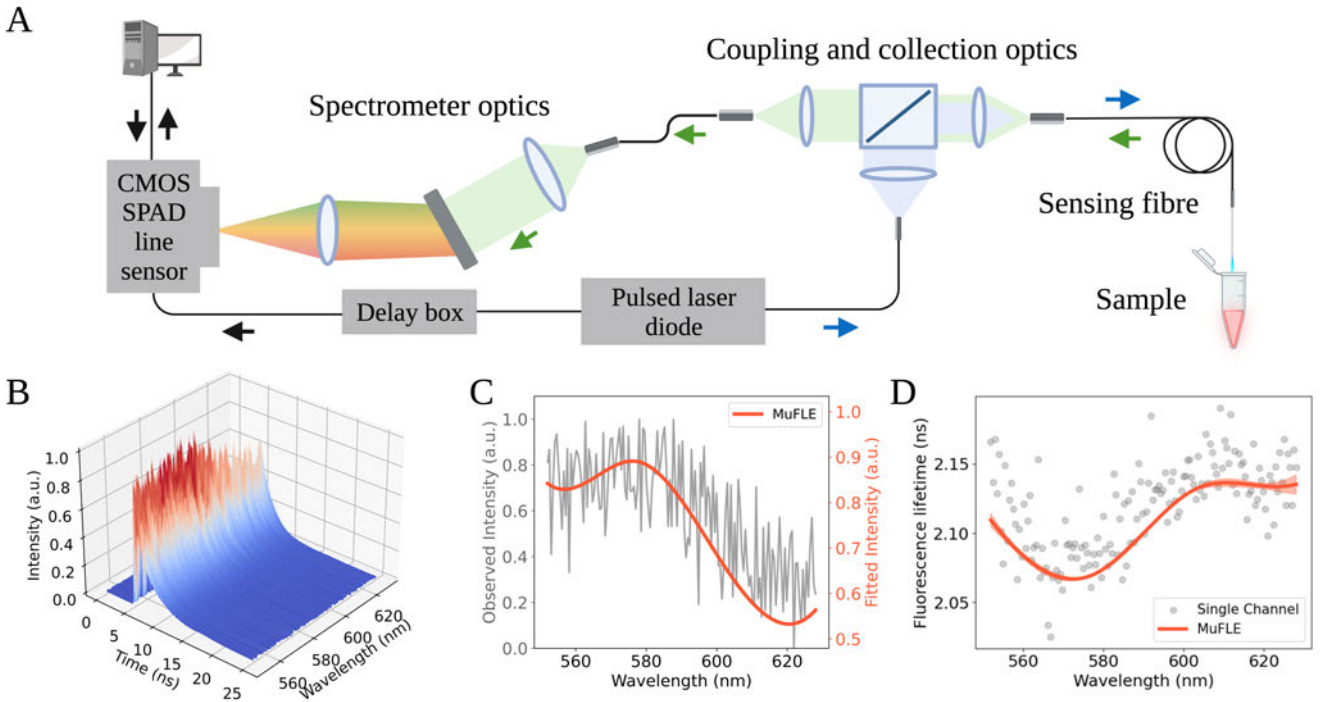 A
Coupling and collection optics
Spectrometer optics
CMOS
SPAD
line
sensor
Sensing fibre
Delay box
Pulsed laser
diode
Sample
B
Intensity (a.u.)
1.0
0.8
0.6
0.4
0.2
0.0
0
5
10
15
20
25
Time (ns)
560
580
600
620
Wavelength (nm)
C
Observed Intensity (a.u.)
1.0
0.8
0.6
0.4
0.2
0.0
MuFLE
1.0
0.9
0.8
0.7
0.6
0.5
Fitted Intensity (a.u.)
560 580 600 620
Wavelength (nm)
D
Fluorescence lifetime (ns)
2.15
2.10
2.05
Single Channel
MuFLE
560 580 600 620
Wavelength (nm)